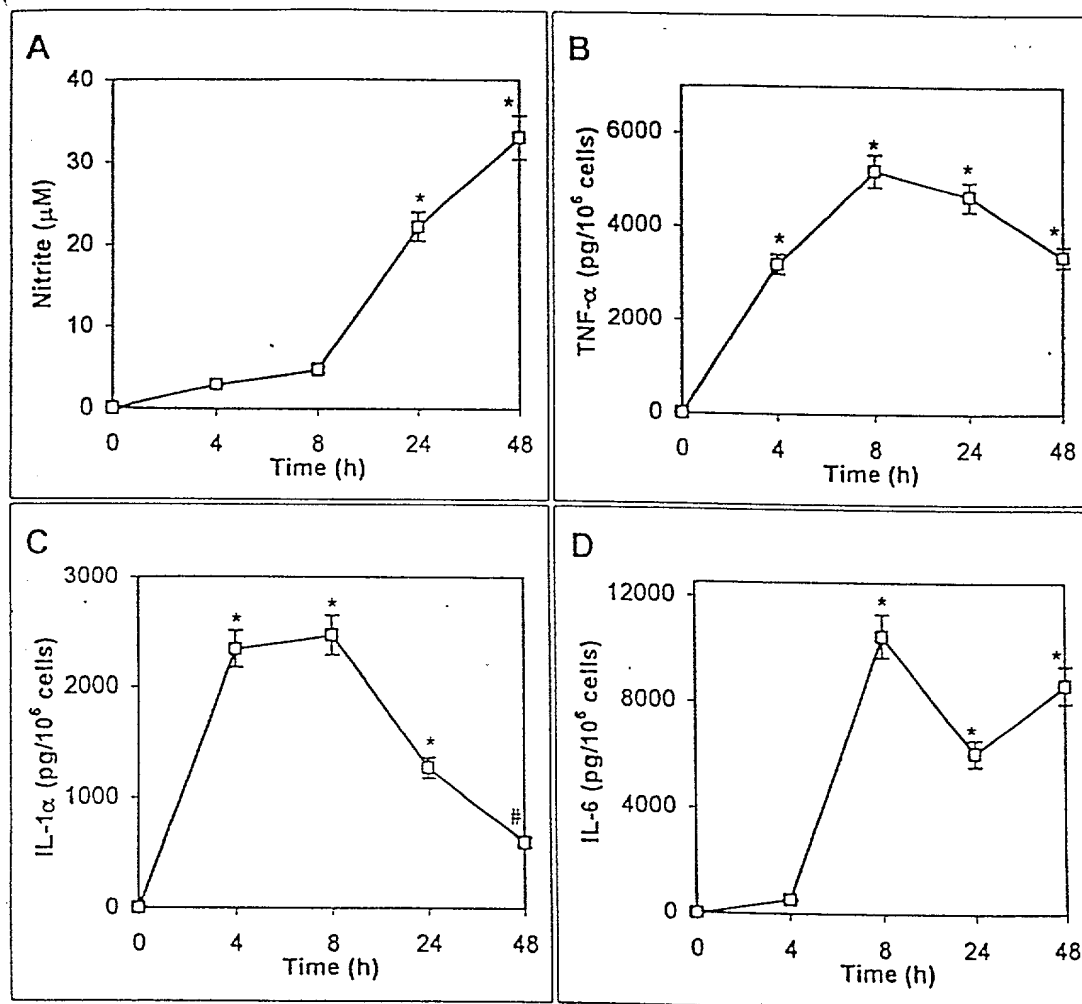 A
Nitrite (μM)
40
30
20
10
0
*
*
0 4 8 24 48
Time (h)
B
TNF-α (pg/10⁶ cells)
6000
4000
2000
0
*
*
*
*
0 4 8 24 48
Time (h)
C
IL-1α (pg/10⁶ cells)
3000
2000
1000
0
*
*
*
#
0 4 8 24 48
Time (h)
D
IL-6 (pg/10⁶ cells)
12000
8000
4000
0
*
*
*
0 4 8 24 48
Time (h)